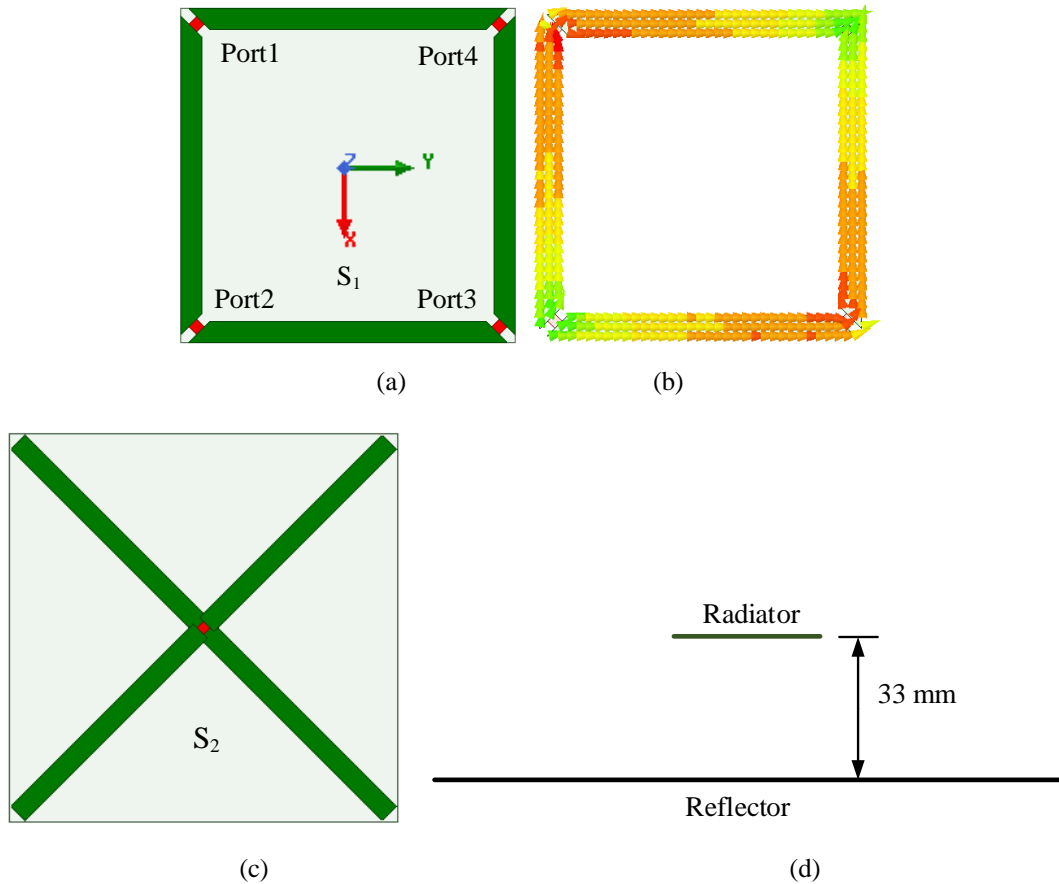 Port1
Port4
Z
Y
X
S₁
Port2
Port3
(a)
(b)
S₂
Radiator
33 mm
Reflector
(c)
(d)